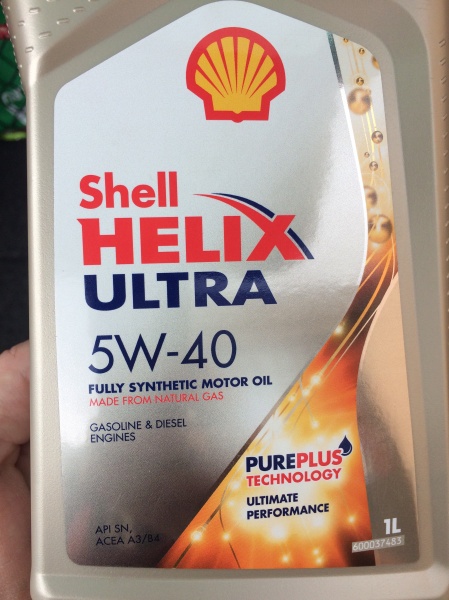 Shell
HELIX
ULTRA
5W-40
FULLY SYNTHETIC MOTOR OIL
MADE FROM NATURAL GAS
GASOLINE & DIESEL
ENGINES
PUREPLUS
TECHNOLOGY
ULTIMATE
PERFORMANCE
API SN,
ACEA A3/B4
1L
600037483